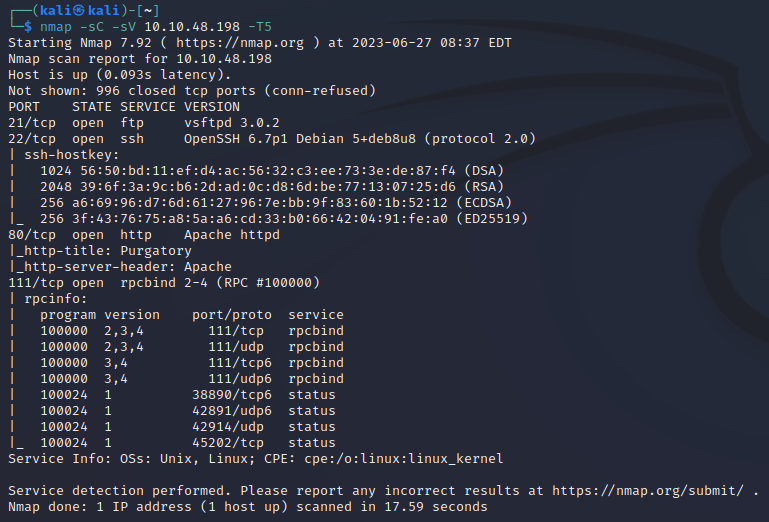 ┌──(kali㉿kali)-[~]
└─$ nmap -sC -sV 10.10.48.198 -T5
Starting Nmap 7.92 ( https://nmap.org ) at 2023-06-27 08:37 EDT
Nmap scan report for 10.10.48.198
Host is up (0.093s latency).
Not shown: 996 closed tcp ports (conn-refused)
PORT    STATE SERVICE VERSION
21/tcp  open  ftp     vsftpd 3.0.2
22/tcp  open  ssh     OpenSSH 6.7p1 Debian 5+deb8u8 (protocol 2.0)
| ssh-hostkey:
|   1024 56:50:bd:11:ef:d4:ac:56:32:c3:ee:73:3e:de:87:f4 (DSA)
|   2048 39:6f:3a:9c:b6:2d:ad:0c:d8:6d:be:77:13:07:25:d6 (RSA)
|   256 a6:69:96:d7:6d:61:27:96:7e:bb:9f:83:60:1b:52:12 (ECDSA)
|_  256 3f:43:76:75:a8:5a:a6:cd:33:b0:66:42:04:91:fe:a0 (ED25519)
80/tcp  open  http    Apache httpd
|_http-title: Purgatory
|_http-server-header: Apache
111/tcp open  rpcbind 2-4 (RPC #100000)
| rpcinfo:
|   program version    port/proto  service
|   100000  2,3,4        111/tcp   rpcbind
|   100000  2,3,4        111/udp   rpcbind
|   100000  3,4          111/tcp6  rpcbind
|   100000  3,4          111/udp6  rpcbind
|   100024  1          38890/tcp6  status
|   100024  1          42891/udp6  status
|   100024  1          42914/udp   status
|_  100024  1          45202/tcp   status
Service Info: OSs: Unix, Linux; CPE: cpe:/o:linux:linux_kernel

Service detection performed. Please report any incorrect results at https://nmap.org/submit/ .
Nmap done: 1 IP address (1 host up) scanned in 17.59 seconds